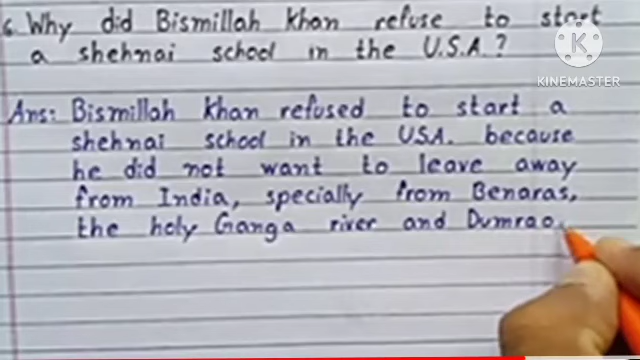 6. Why did Bismillah Khan refuse to start
a shehnai school in the U.S.A.?
KINEMASTER
Ans: Bismillah Khan refused to start a
shehnai school in the USA. because
he did not want to leave away
from India, specially from Benaras,
the holy Ganga river and Dumrao.